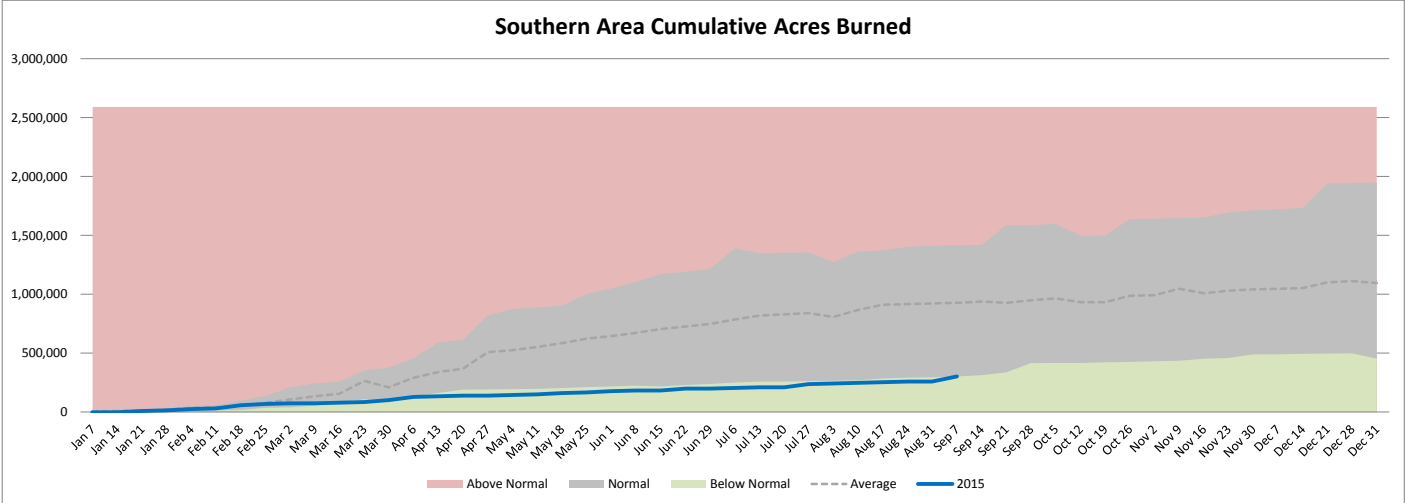 Southern Area Cumulative Acres Burned
3,000,000
2,500,000
2,000,000
1,500,000
1,000,000
500,000
0
Jan 7 Jan 14 Jan 21 Jan 28 Feb 4 Feb 11 Feb 18 Feb 25 Mar 2 Mar 9 Mar 16 Mar 23 Mar 30 Apr 6 Apr 13 Apr 20 Apr 27 May 4 May 11 May 18 May 25 Jun 1 Jun 8 Jun 15 Jun 22 Jun 29 Jul 6 Jul 13 Jul 20 Jul 27 Aug 3 Aug 10 Aug 17 Aug 24 Aug 31 Sep 7 Sep 14 Sep 21 Sep 28 Oct 5 Oct 12 Oct 19 Oct 26 Nov 2 Nov 9 Nov 16 Nov 23 Nov 30 Dec 7 Dec 14 Dec 21 Dec 28 Dec 31
Above Normal Normal Below Normal Average 2015